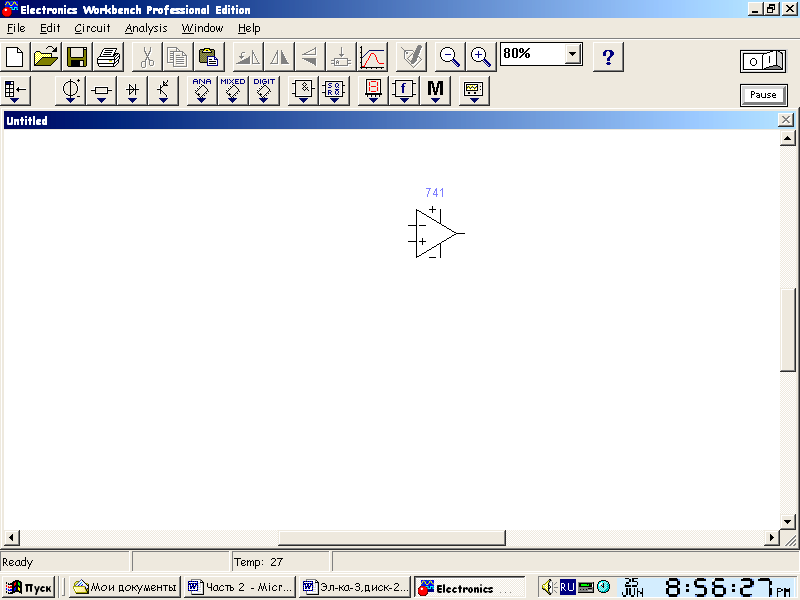 Electronics Workbench Professional Edition
File Edit Circuit Analysis Window Help
80%
?
ANA MIXED DIGIT
f M
Pause
Untitled
741
+
−
+
−
Ready
Temp: 27
Пуск
Мои документы
Часть 2 - Micr...
Эл-ка-3,диск-2...
Electronics ...
RU
25 JUN
8:56:27 PM